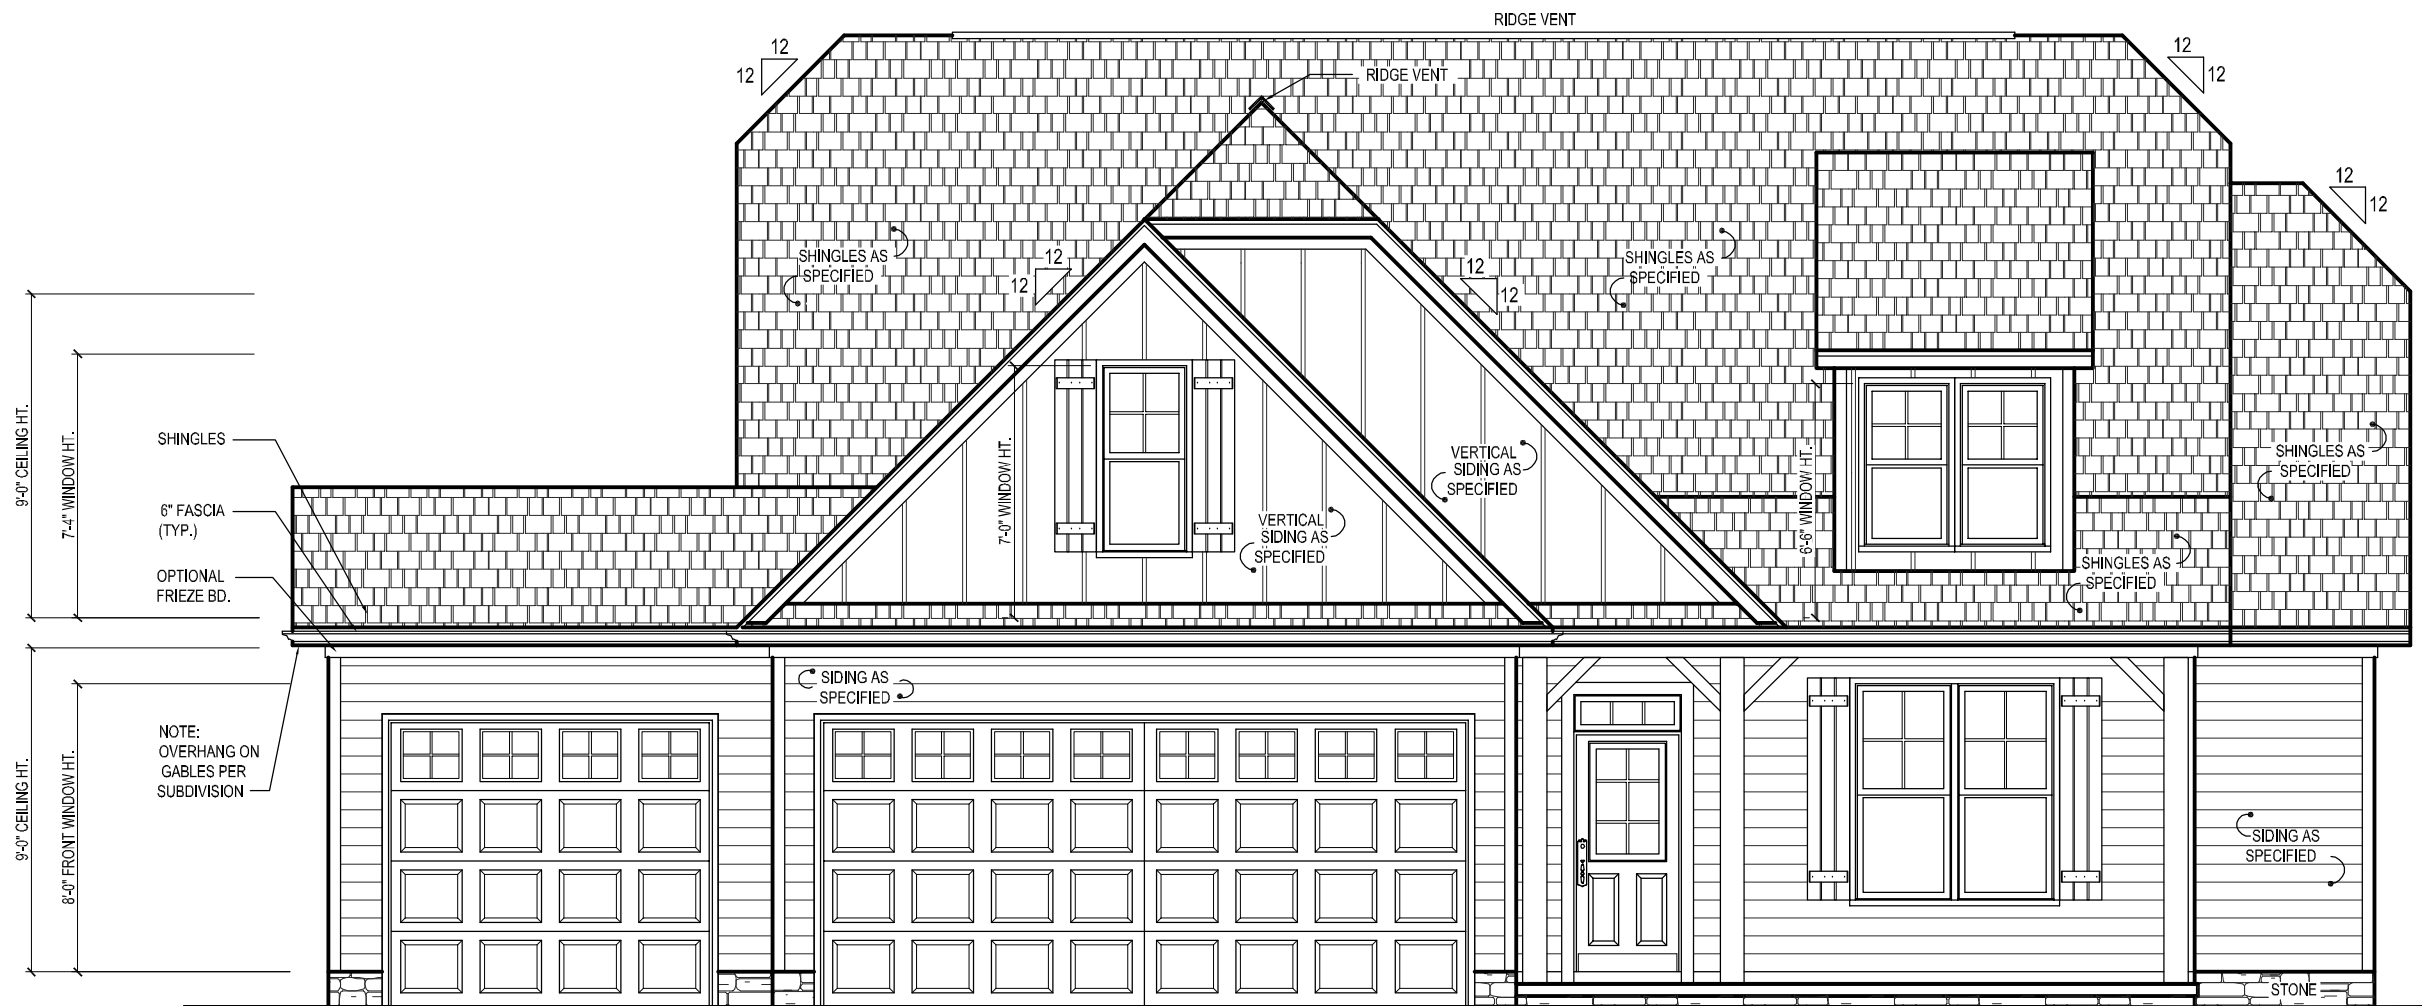 RIDGE VENT
12
12
12
12
RIDGE VENT
12
12
SHINGLES AS
SPECIFIED
12
12
12
12
SHINGLES AS
SPECIFIED
9'-0" CEILING HT.
7'-4" WINDOW HT.
SHINGLES
6" FASCIA
(TYP.)
OPTIONAL
FRIEZE BD.
7'-0" WINDOW HT.
VERTICAL
SIDING AS
SPECIFIED
VERTICAL
SIDING AS
SPECIFIED
6'-6" WINDOW HT.
SHINGLES AS
SPECIFIED
SHINGLES AS
SPECIFIED
9'-0" CEILING HT.
8'-0" FRONT WINDOW HT.
NOTE:
OVERHANG ON
GABLES PER
SUBDIVISION
SIDING AS
SPECIFIED
SIDING AS
SPECIFIED
STONE